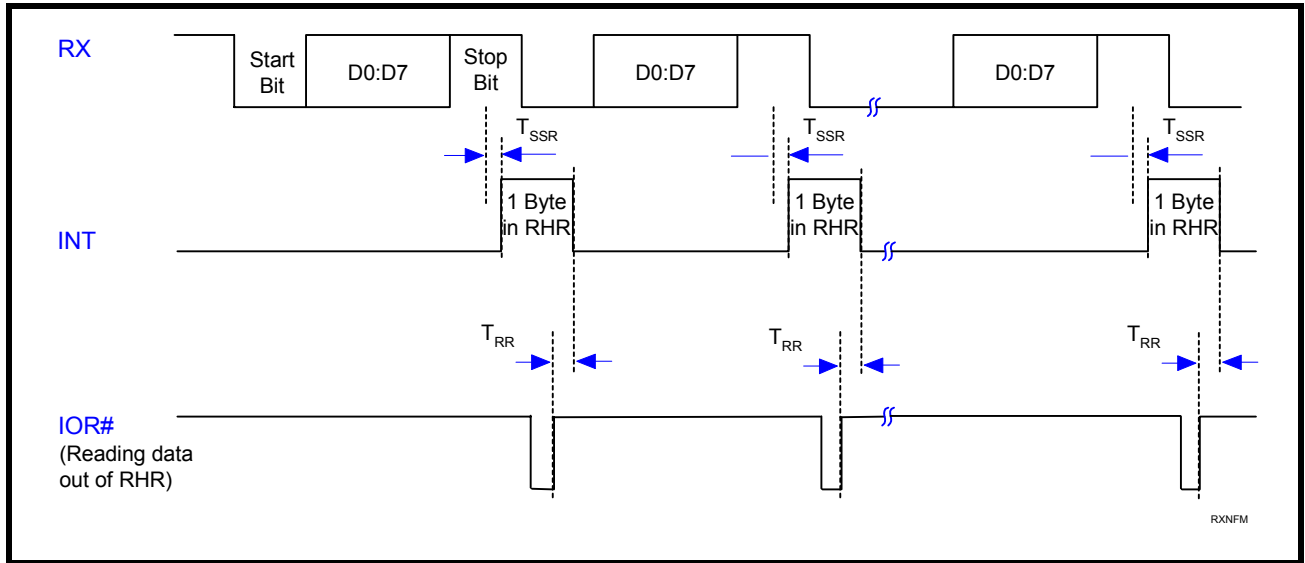 RX
Start
Bit
D0:D7
Stop
Bit
D0:D7
D0:D7
TSSR
TSSR
TSSR
1 Byte
in RHR
1 Byte
in RHR
1 Byte
in RHR
INT
TRR
TRR
TRR
IOR#
(Reading data
out of RHR)
RXNFM